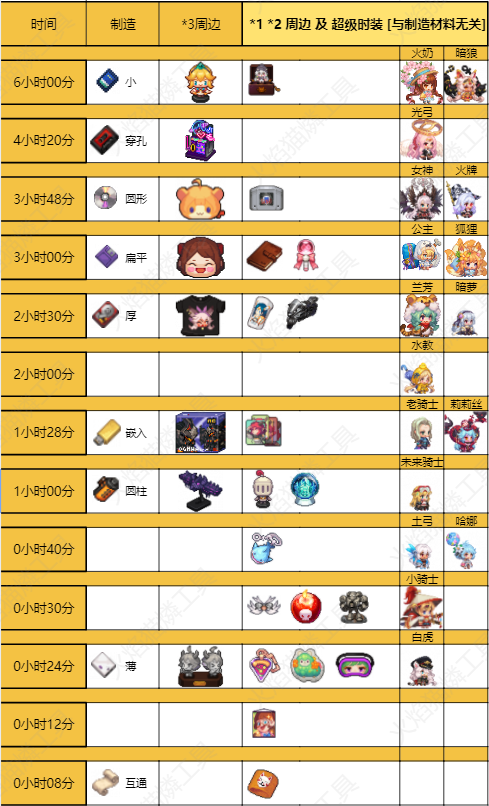 时间 制造 *3周边 *1 *2 周边 及 超级时装 [与制造材料无关]
火奶 暗狼
6小时00分 小
光弓
4小时20分 穿孔
女神 火牌
3小时48分 圆形
公主 狐狸
3小时00分 扁平
兰芳 暗萝
2小时30分 厚
水教
2小时00分
老骑士 莉莉丝
1小时28分 嵌入
未来骑士
1小时00分 圆柱
土弓 哈娜
0小时40分
小骑士
0小时30分
白虎
0小时24分 薄
0小时12分
0小时08分 互通